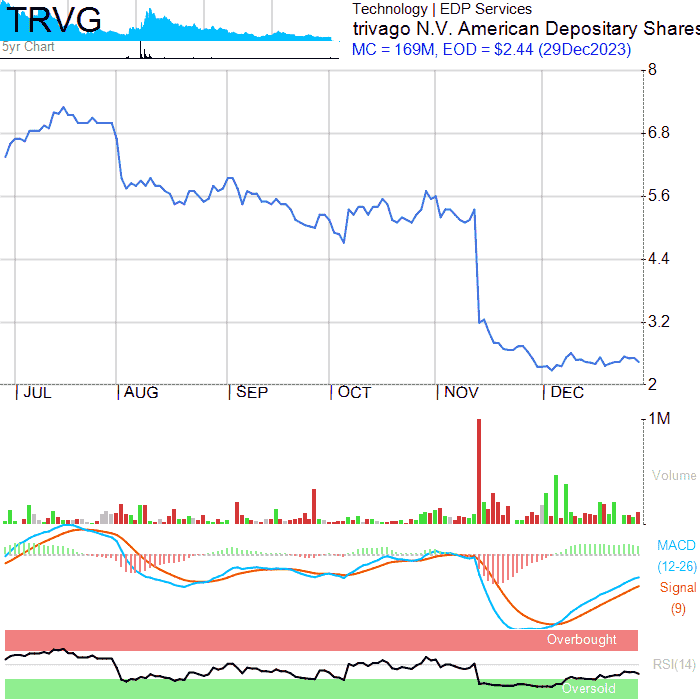 TRVG
5yr Chart
Technology | EDP Services
trivago N.V. American Depositary Shares
MC = 169M, EOD = $2.44 (29Dec2023)
8
6.8
5.6
4.4
3.2
2
JUL AUG SEP OCT NOV DEC
1M
Volume
MACD
(12-26)
Signal
(9)
Overbought
RSI(14)
Oversold